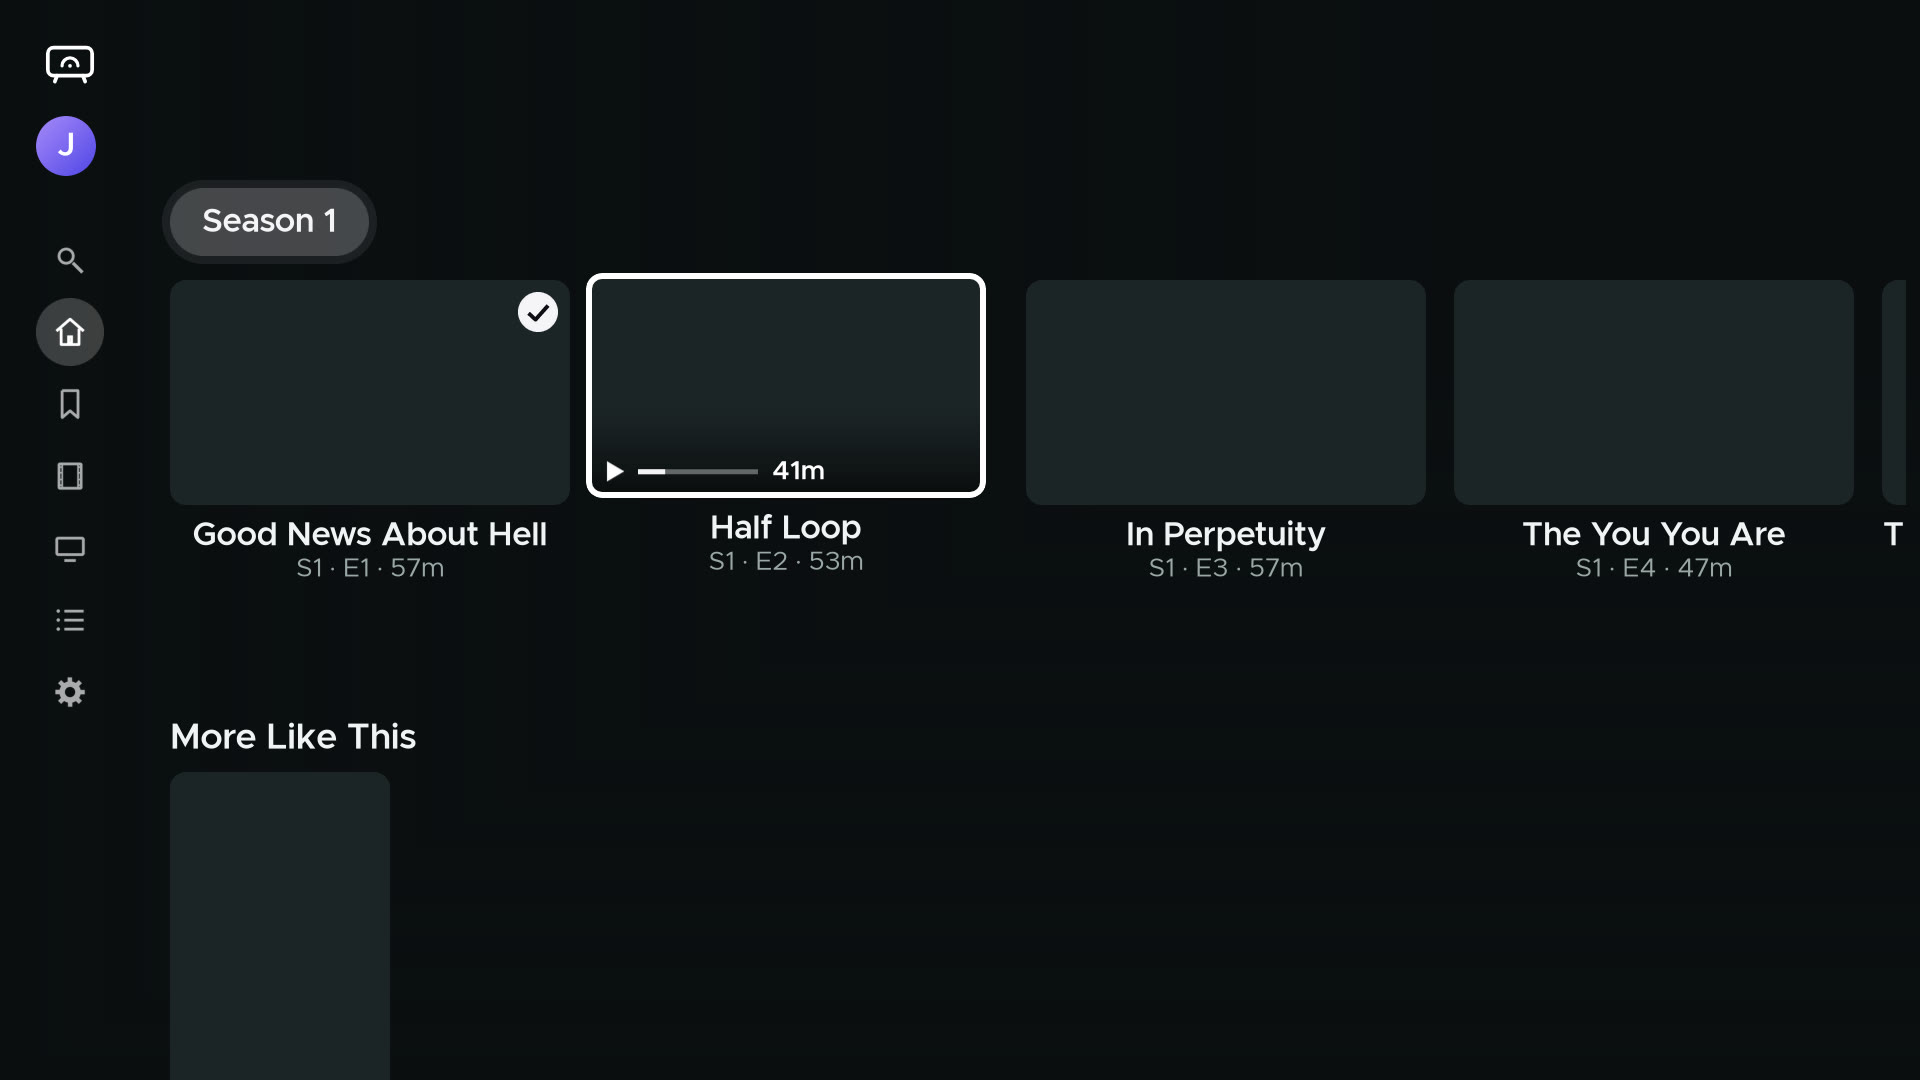 J
Season 1
41m
Good News About Hell
S1 · E1 · 57m
Half Loop
S1 · E2 · 53m
In Perpetuity
S1 · E3 · 57m
The You You Are
S1 · E4 · 47m
T
More Like This